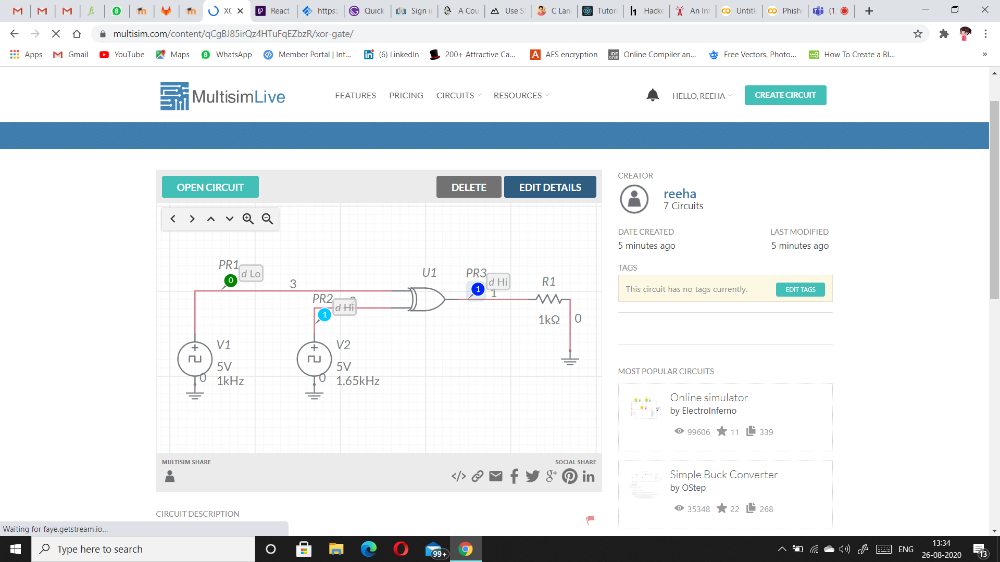 XO
React
https:/
Quick
Sign in
A Cou
Use S
C Lan
Tutori
Hacke
An Int
Untitl
Phishi
(1)
multisim.com/content/qCgBJ85irQz4HTuFqEZbzR/xor-gate/
Apps
Gmail
YouTube
Maps
WhatsApp
Member Portal | Int...
(6) LinkedIn
200+ Attractive Ca...
AES encryption
Online Compiler an...
Free Vectors, Photo...
How To Create a Bl...
»
MultisimLive
FEATURES
PRICING
CIRCUITS
RESOURCES
HELLO, REEHA
CREATE CIRCUIT
OPEN CIRCUIT
DELETE
EDIT DETAILS
PR1
0
d Lo
3
PR2
1
d Hi
U1
PR3
1
d Hi
1
R1
1kΩ
0
V1
5V
1kHz
0
V2
5V
1.65kHz
0
MULTISIM SHARE
SOCIAL SHARE
CIRCUIT DESCRIPTION
CREATOR
reeha
7 Circuits
DATE CREATED
5 minutes ago
LAST MODIFIED
5 minutes ago
TAGS
This circuit has no tags currently.
EDIT TAGS
MOST POPULAR CIRCUITS
Online simulator
by ElectroInferno
99606
11
339
Simple Buck Converter
by OStep
35348
22
268
Waiting for faye.getstream.io...
Type here to search
99+
ENG
13:34
26-08-2020
13